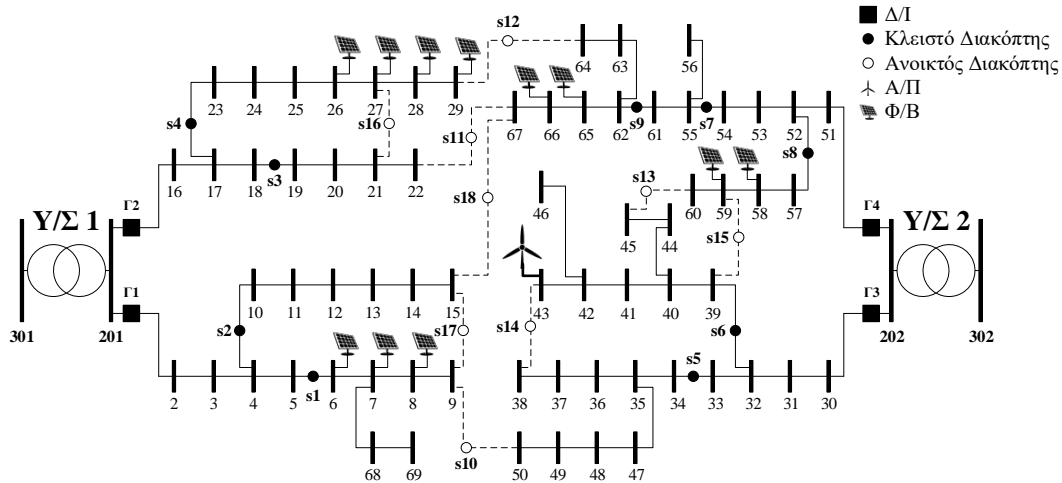 s12
Δ/Ι
Κλειστό Διακόπτης
Ανοικτός Διακόπτης
Α/Π
Φ/Β
64 63 56
23 24 25 26 27 28 29
s4 s16 s11
67 66 65 62 s9 61 55 s7 54 53 52 51
s8
16 17 18 s3 19 20 21 22
s18
s13
60 59 58 57
46 45 44
s15
Υ/Σ 1
Γ2
Γ4
Υ/Σ 2
10 11 12 13 14 15
43 42 41 40 39
Γ1
Γ3
301 201
s2 s17 s14 s6
202 302
2 3 4 5 s1 6 7 8 9
38 37 36 35 34 s5 33 32 31 30
68 69 s10 50 49 48 47